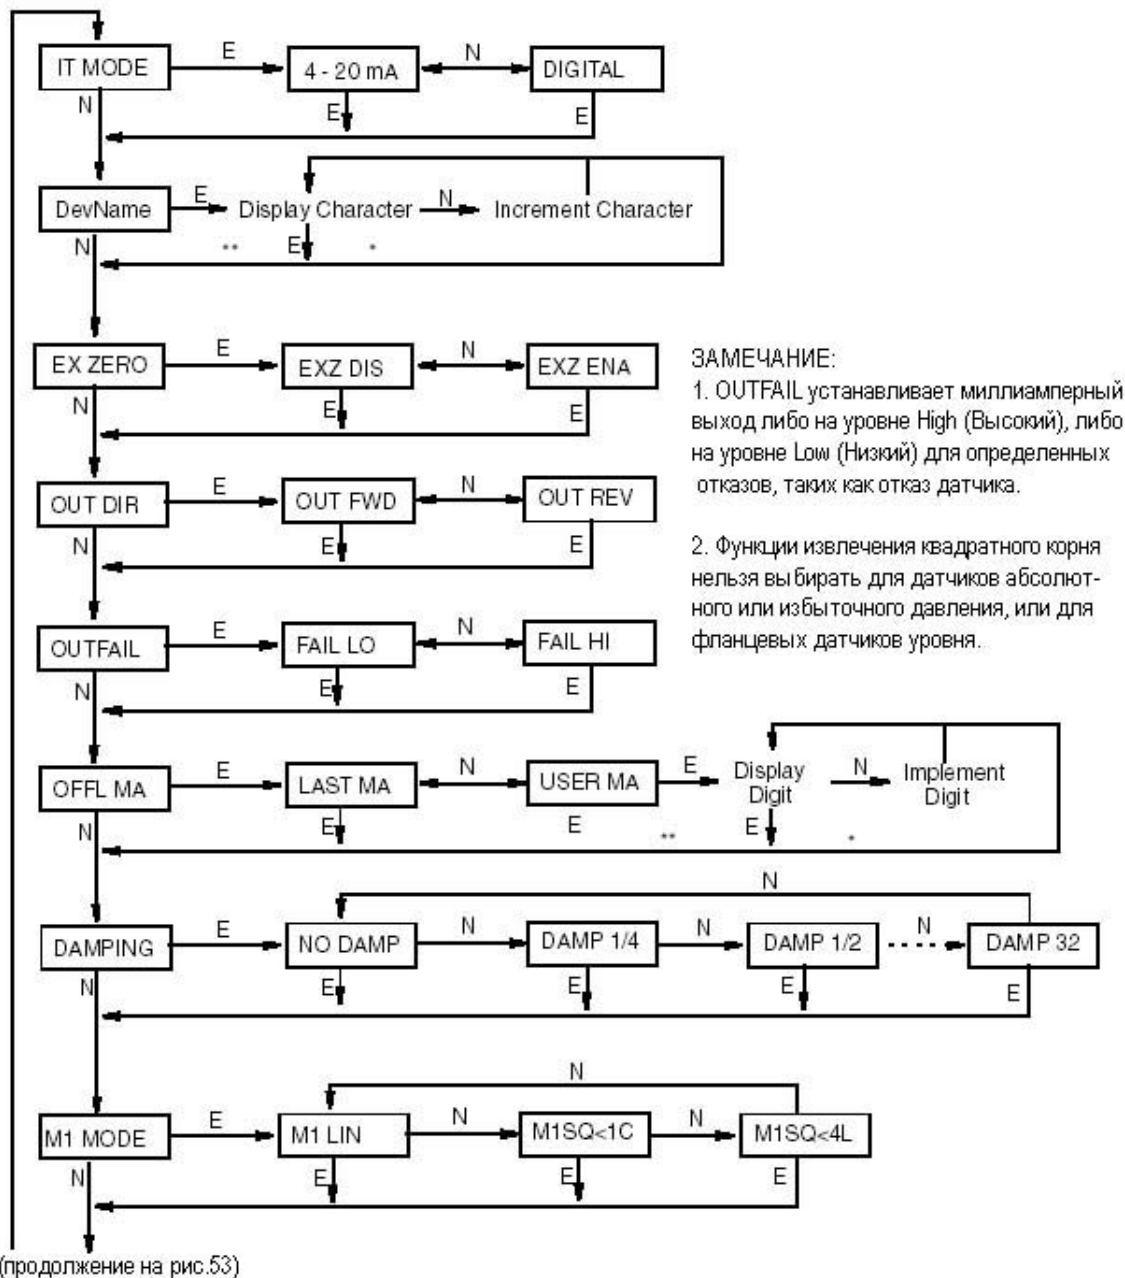 IT MODE E 4 - 20 mA N DIGITAL
N E E
DevName E Display Character N Increment Character
N ** E *
EX ZERO E EXZ DIS N EXZ ENA
N E E
OUT DIR E OUT FWD N OUT REV
N E E
OUTFAIL E FAIL LO N FAIL HI
N E E
ЗАМЕЧАНИЕ:
1. OUTFAIL устанавливает миллиамперный
выход либо на уровне High (Высокий), либо
на уровне Low (Низкий) для определенных
отказов, таких как отказ датчика.
2. Функции извлечения квадратного корня
нельзя выбирать для датчиков абсолют-
ного или избыточного давления, или для
фланцевых датчиков уровня.
OFFL MA E LAST MA N USER MA E Display
Digit N Implement
Digit
N E E ** E *
N
DAMPING E NO DAMP N DAMP 1/4 N DAMP 1/2 N DAMP 32
N E E E E
N
M1 MODE E M1 LIN N M1SQ<1C N M1SQ<4L
N E E E
(продолжение на рис.53)